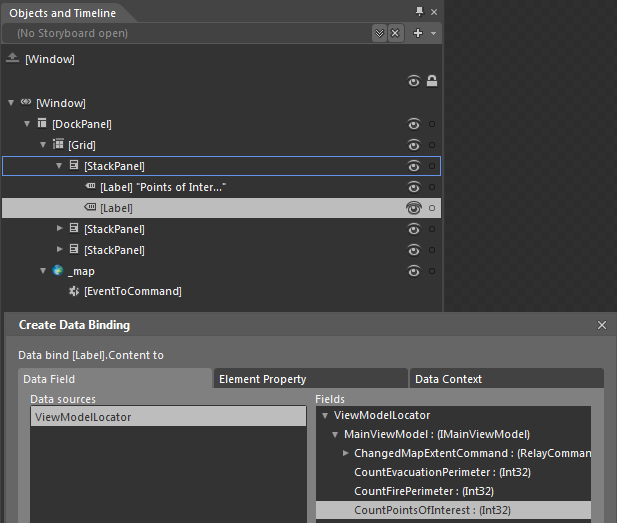 Objects and Timeline
(No Storyboard open)
[Window]
[Window]
[DockPanel]
[Grid]
[StackPanel]
[Label] "Points of Inter..."
[Label]
[StackPanel]
[StackPanel]
_map
[EventToCommand]
Create Data Binding
Data bind [Label].Content to
Data Field
Element Property
Data Context
Data sources
Fields
ViewModelLocator
ViewModelLocator
MainViewModel : (IMainViewModel)
ChangedMapExtentCommand : (RelayComman
CountEvacuationPerimeter : (Int32)
CountFirePerimeter : (Int32)
CountPointsOfInterest : (Int32)